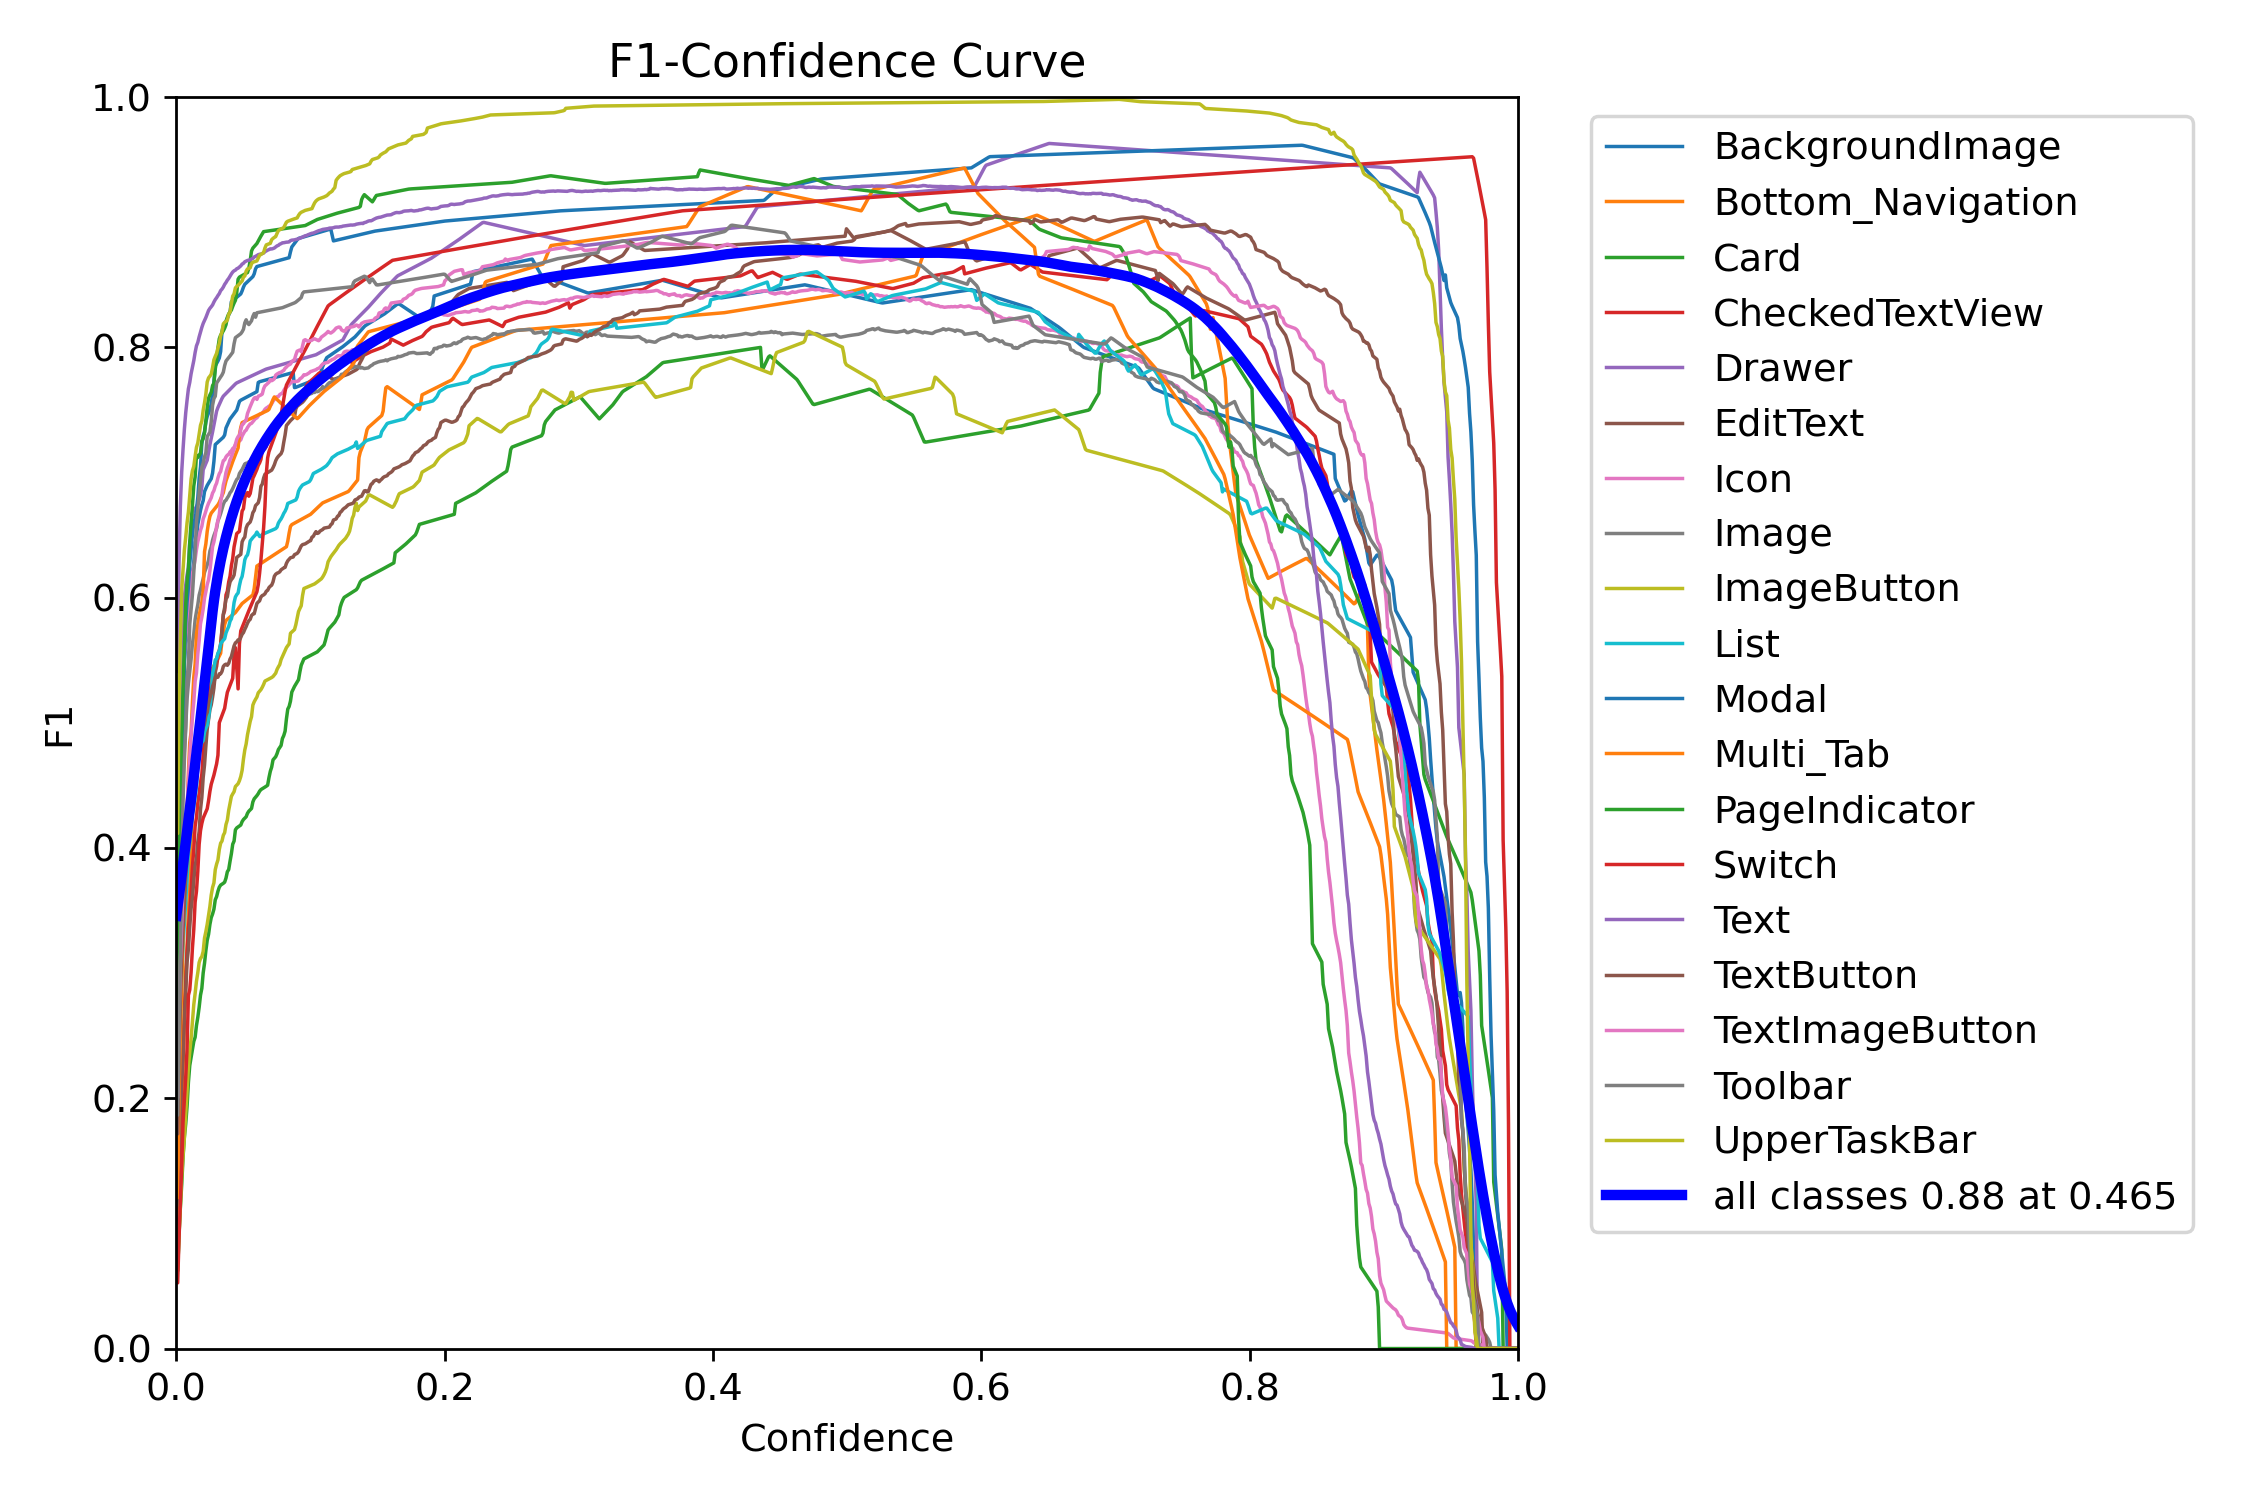 F1-Confidence Curve
1.0
0.8
0.6
0.4
0.2
0.0
F1
0.0 0.2 0.4 0.6 0.8 1.0
Confidence
BackgroundImage
Bottom_Navigation
Card
CheckedTextView
Drawer
EditText
Icon
Image
ImageButton
List
Modal
Multi_Tab
PageIndicator
Switch
Text
TextButton
TextImageButton
Toolbar
UpperTaskBar
all classes 0.88 at 0.465